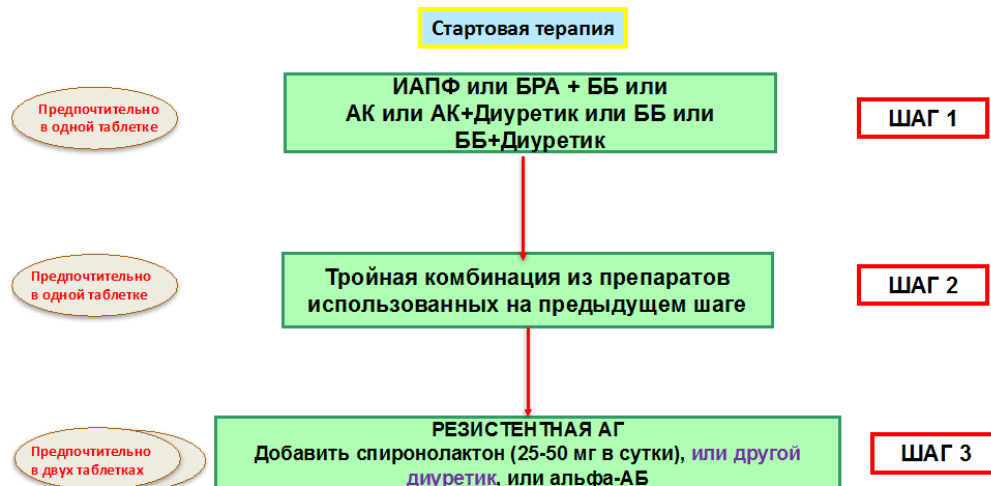 Стартовая терапия
Предпочтительно
в одной таблетке
ИАПФ или БРА + ББ или
АК или АК+Диуретик или ББ или
ББ+Диуретик
ШАГ 1
Предпочтительно
в одной таблетке
Тройная комбинация из препаратов
использованных на предыдущем шаге
ШАГ 2
Предпочтительно
в двух таблетках
РЕЗИСТЕНТНАЯ АГ
Добавить спиронолактон (25-50 мг в сутки), или другой
диуретик, или альфа-АБ
ШАГ 3